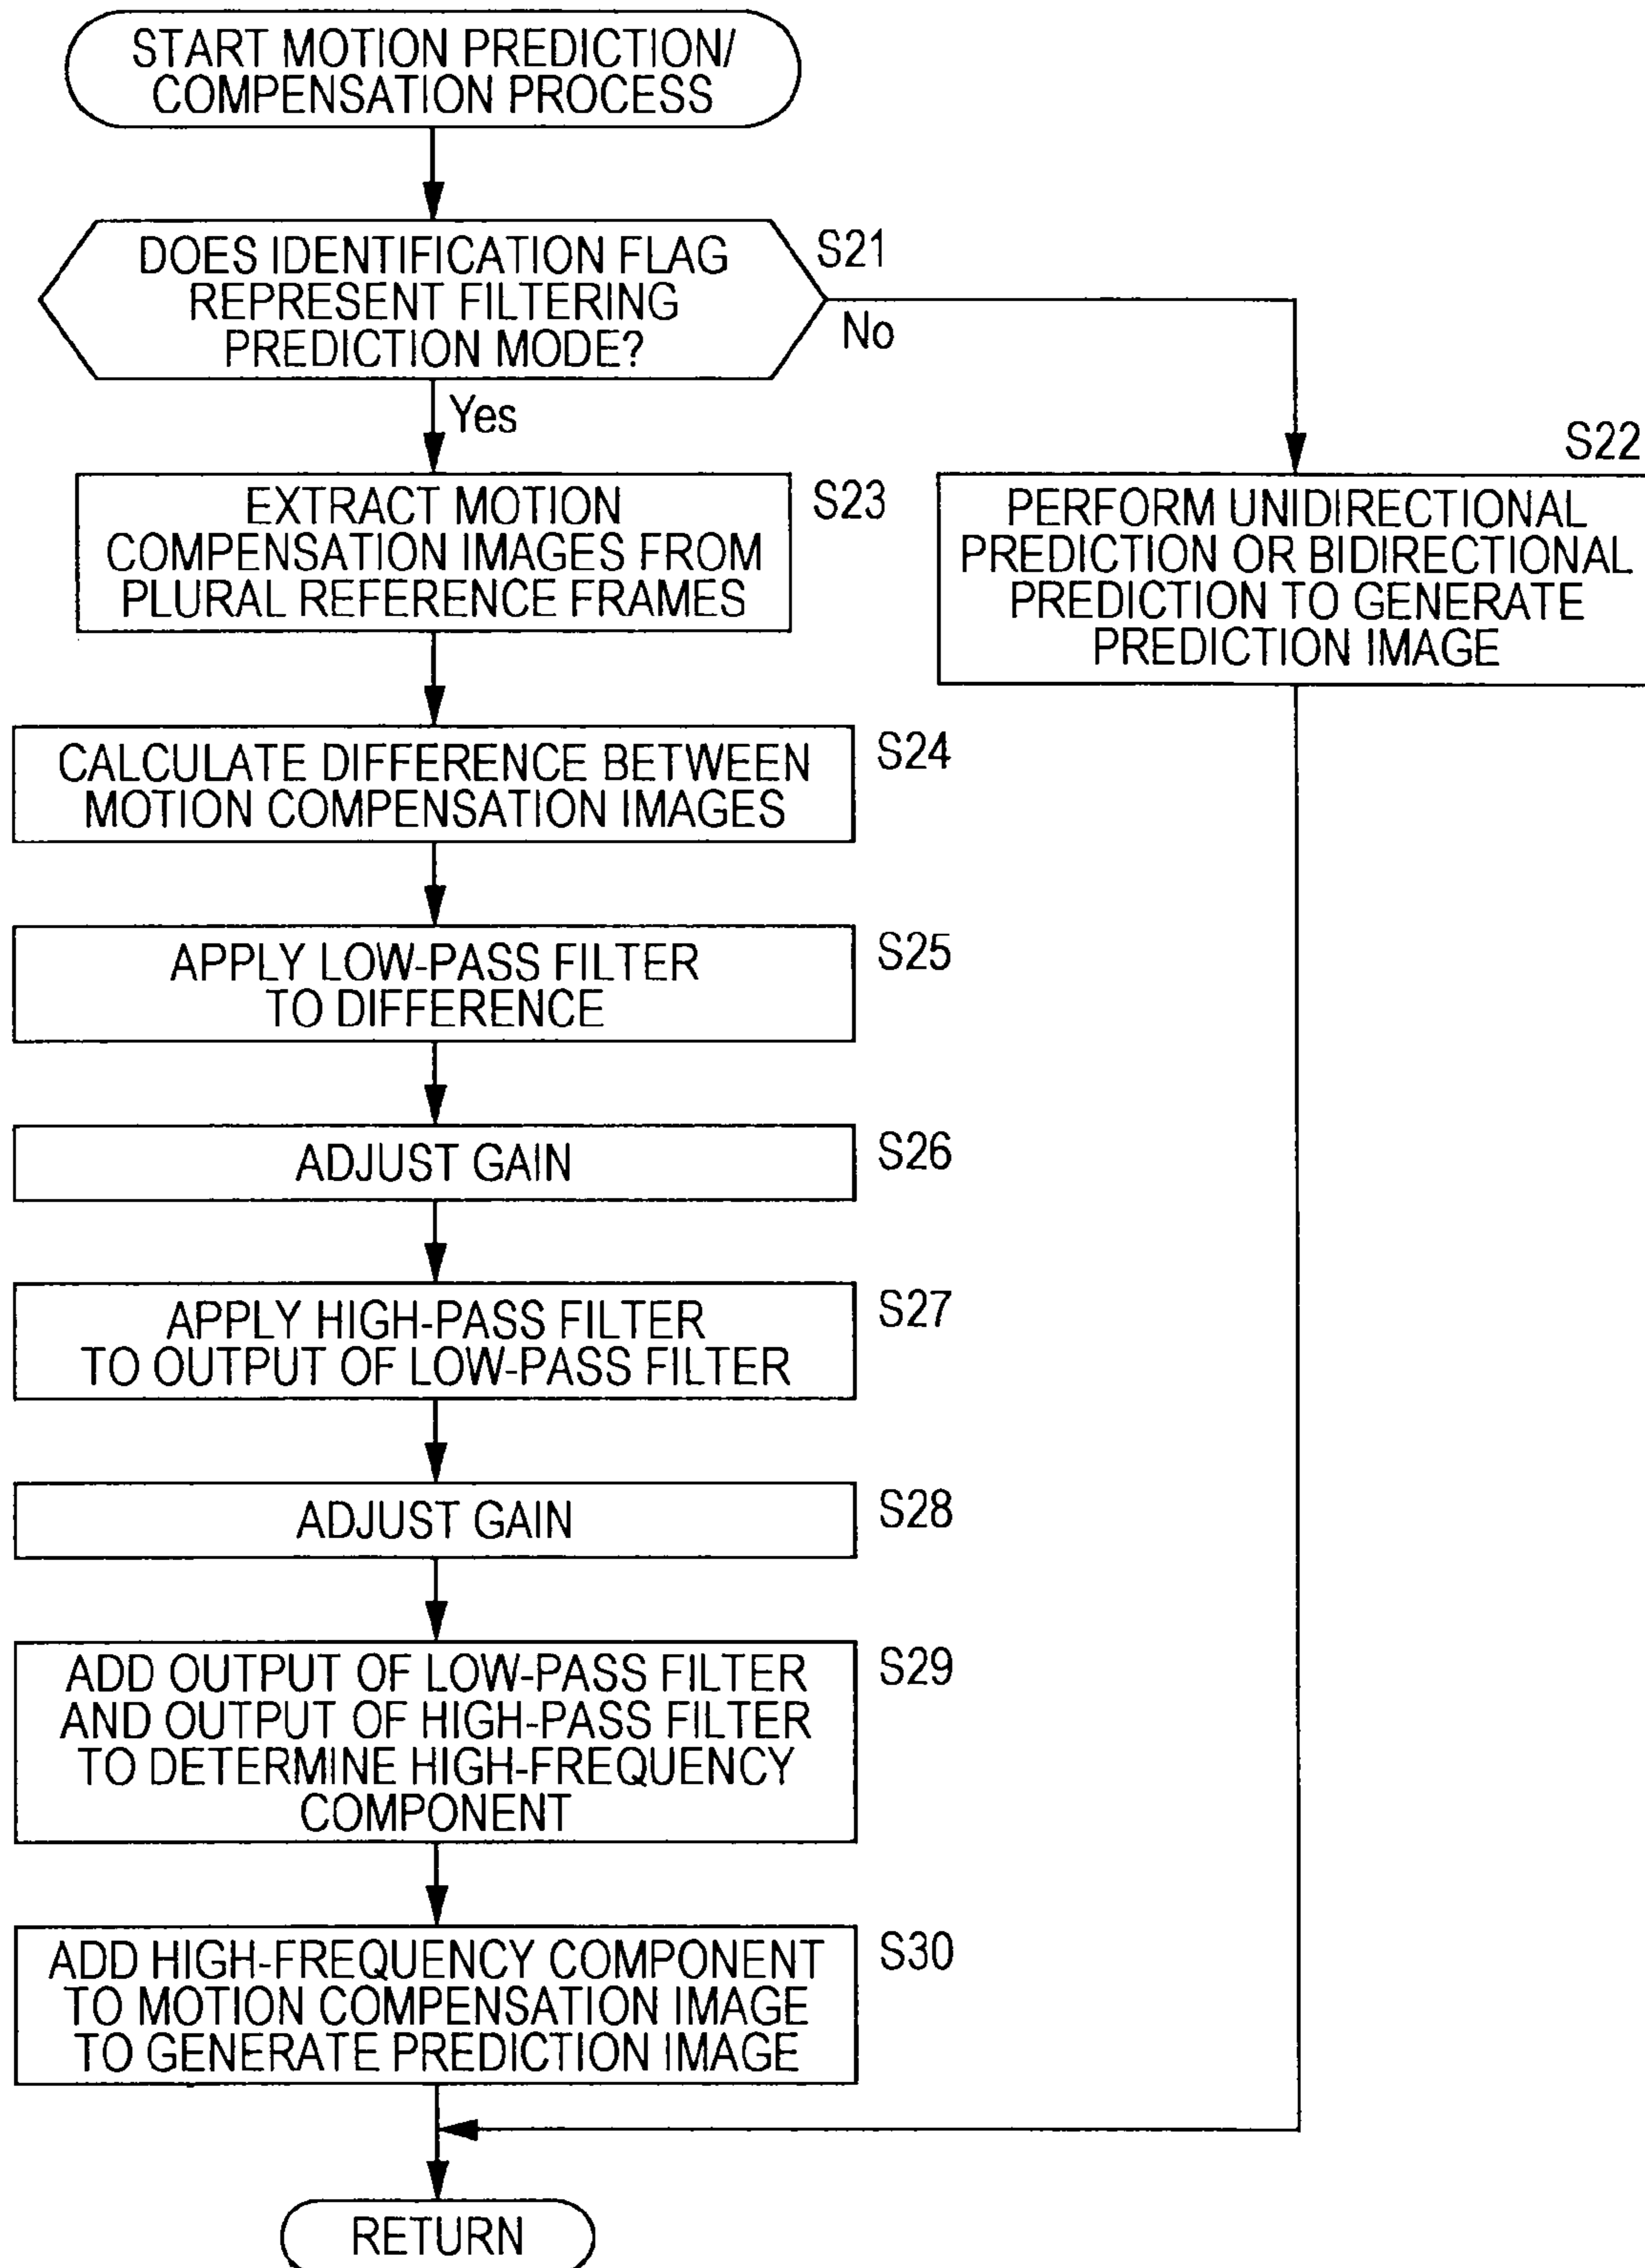 START MOTION PREDICTION/
COMPENSATION PROCESS
DOES IDENTIFICATION FLAG
REPRESENT FILTERING
PREDICTION MODE?
S21
No
Yes
S22
EXTRACT MOTION
COMPENSATION IMAGES FROM
PLURAL REFERENCE FRAMES
S23
PERFORM UNIDIRECTIONAL
PREDICTION OR BIDIRECTIONAL
PREDICTION TO GENERATE
PREDICTION IMAGE
CALCULATE DIFFERENCE BETWEEN
MOTION COMPENSATION IMAGES
S24
APPLY LOW-PASS FILTER
TO DIFFERENCE
S25
ADJUST GAIN
S26
APPLY HIGH-PASS FILTER
TO OUTPUT OF LOW-PASS FILTER
S27
ADJUST GAIN
S28
ADD OUTPUT OF LOW-PASS FILTER
AND OUTPUT OF HIGH-PASS FILTER
TO DETERMINE HIGH-FREQUENCY
COMPONENT
S29
ADD HIGH-FREQUENCY COMPONENT
TO MOTION COMPENSATION IMAGE
TO GENERATE PREDICTION IMAGE
S30
RETURN